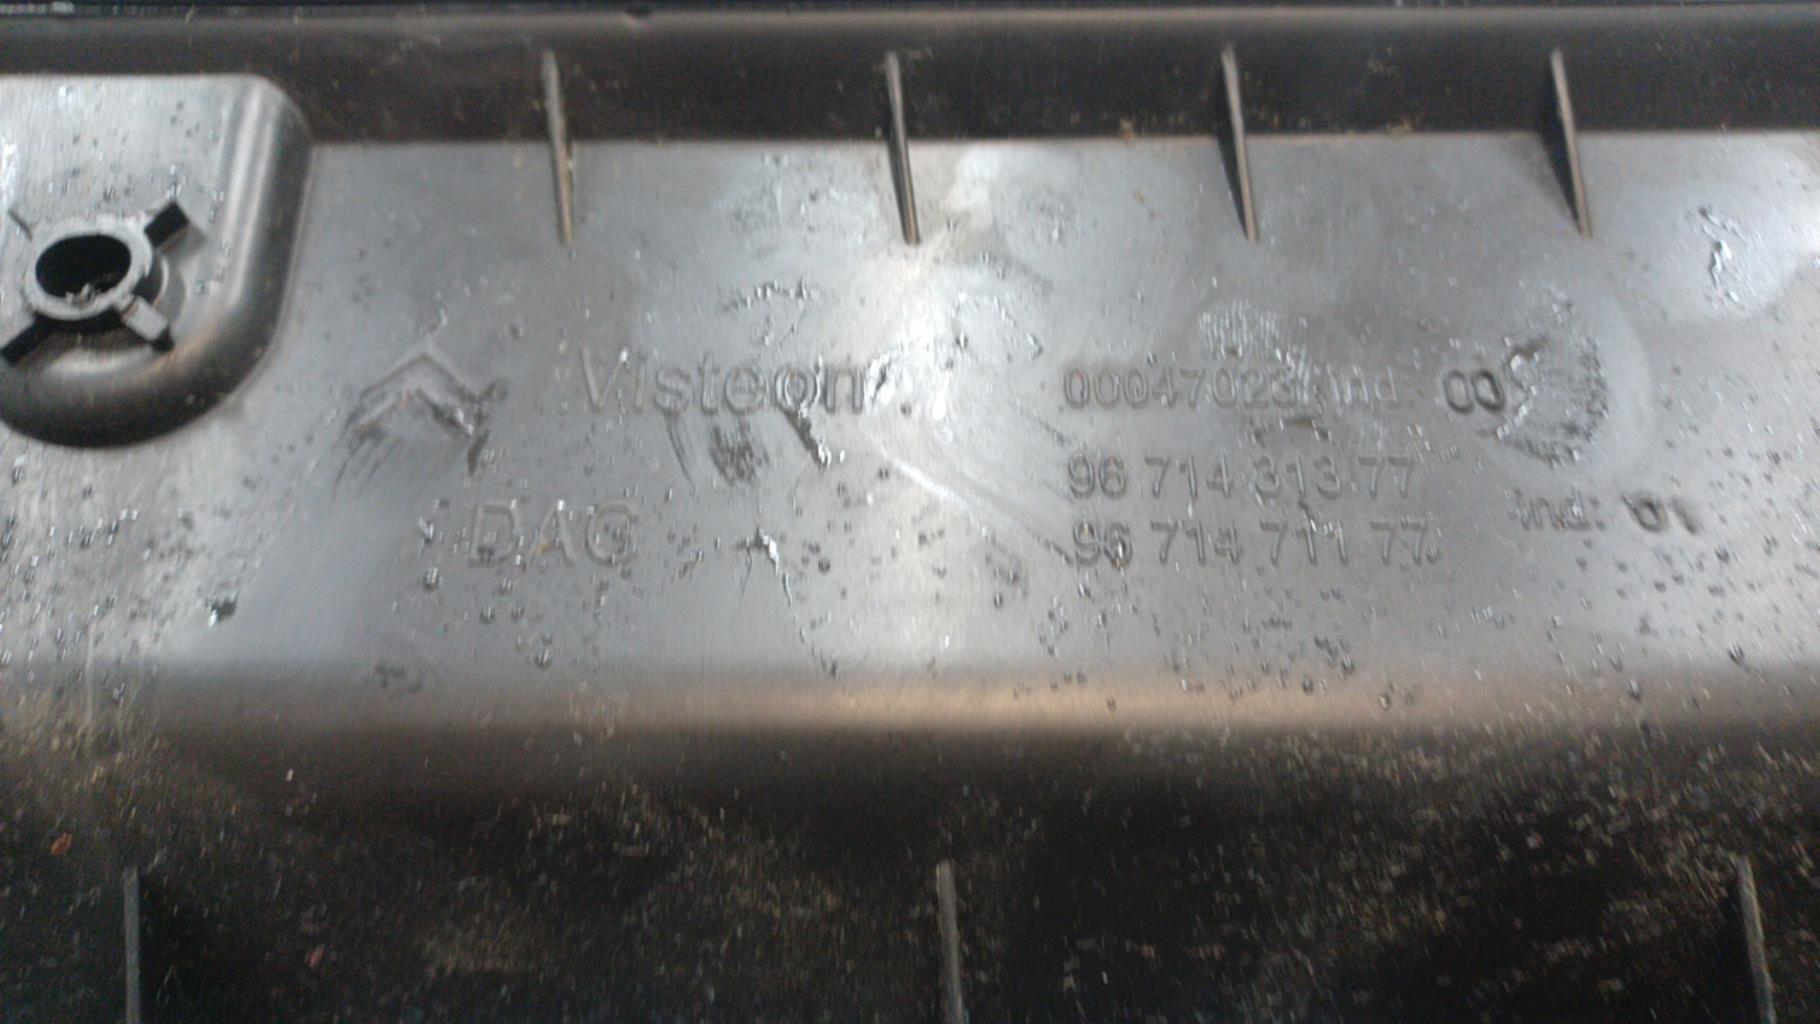 Visteon 00047023 ind: 00
96 714 313 77
DAG 96 714 711 77 ind: 01